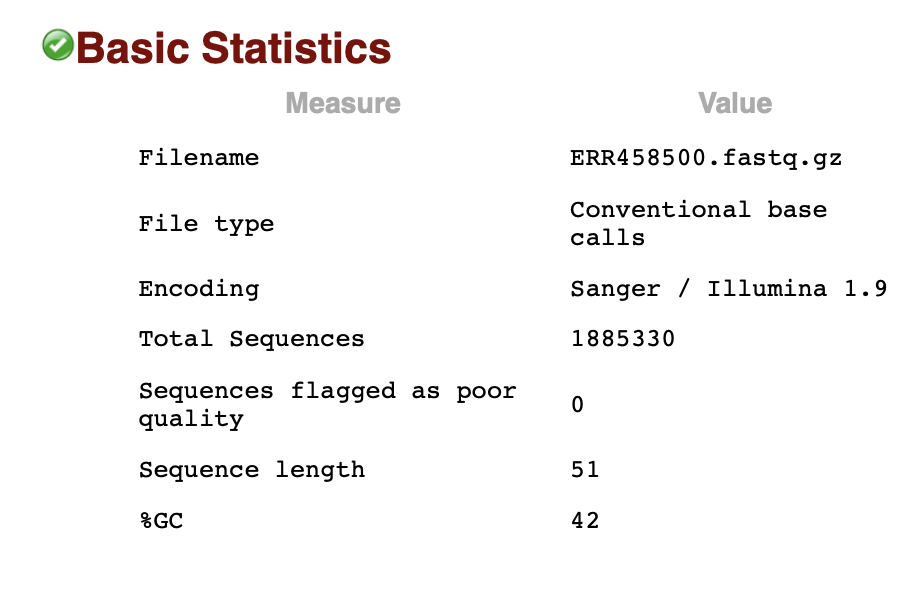 Basic Statistics
Measure Value
Filename ERR458500.fastq.gz
File type Conventional base
calls
Encoding Sanger / Illumina 1.9
Total Sequences 1885330
Sequences flagged as poor
quality 0
Sequence length 51
%GC 42